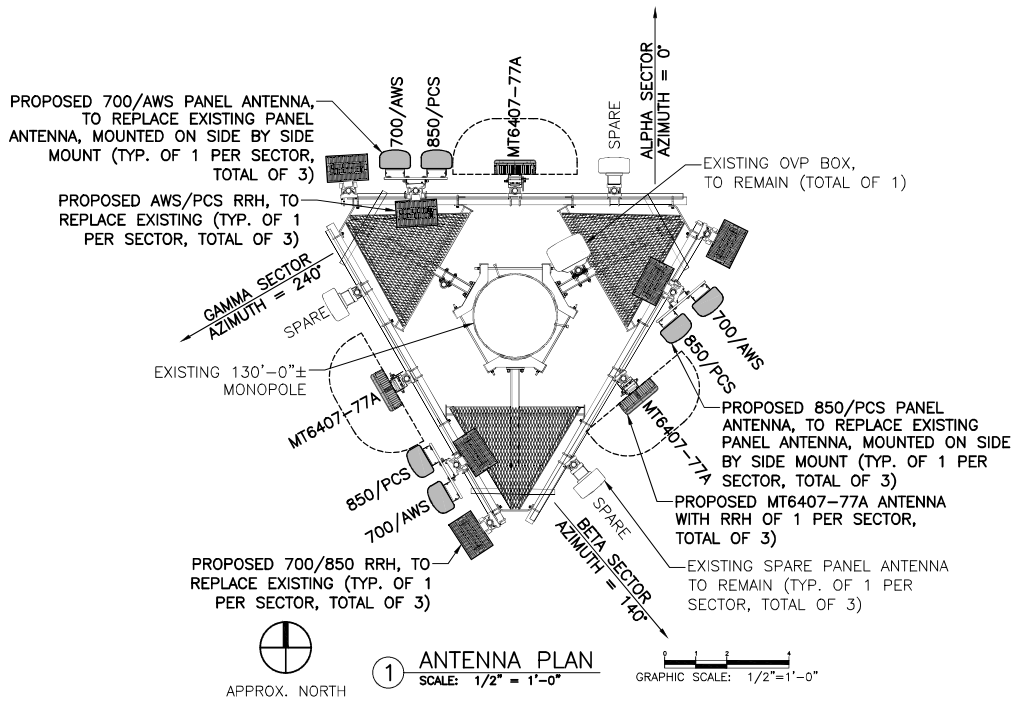 PROPOSED 700/AWS PANEL ANTENNA,
TO REPLACE EXISTING PANEL
ANTENNA, MOUNTED ON SIDE BY SIDE
MOUNT (TYP. OF 1 PER SECTOR,
TOTAL OF 3)
PROPOSED AWS/PCS RRH, TO
REPLACE EXISTING (TYP. OF 1
PER SECTOR, TOTAL OF 3)
700/AWS
850/PCS
MT6407-77A
SPARE
ALPHA SECTOR
AZIMUTH = 0°
EXISTING OVP BOX,
TO REMAIN (TOTAL OF 1)
GAMMA SECTOR
AZIMUTH = 240°
SPARE
EXISTING 130'-0"±
MONOPOLE
MT6407-77A
850/PCS
700/AWS
700/AWS
850/PCS
MT6407-77A
SPARE
PROPOSED 850/PCS PANEL
ANTENNA, TO REPLACE EXISTING
PANEL ANTENNA, MOUNTED ON SIDE
BY SIDE MOUNT (TYP. OF 1 PER
SECTOR, TOTAL OF 3)
PROPOSED MT6407-77A ANTENNA
WITH RRH OF 1 PER SECTOR,
TOTAL OF 3)
EXISTING SPARE PANEL ANTENNA
TO REMAIN (TYP. OF 1 PER
SECTOR, TOTAL OF 3)
BETA SECTOR
AZIMUTH = 140°
PROPOSED 700/850 RRH, TO
REPLACE EXISTING (TYP. OF 1
PER SECTOR, TOTAL OF 3)
APPROX. NORTH
1
ANTENNA PLAN
SCALE: 1/2" = 1'-0"
0 1 2 4
GRAPHIC SCALE: 1/2"=1'-0"